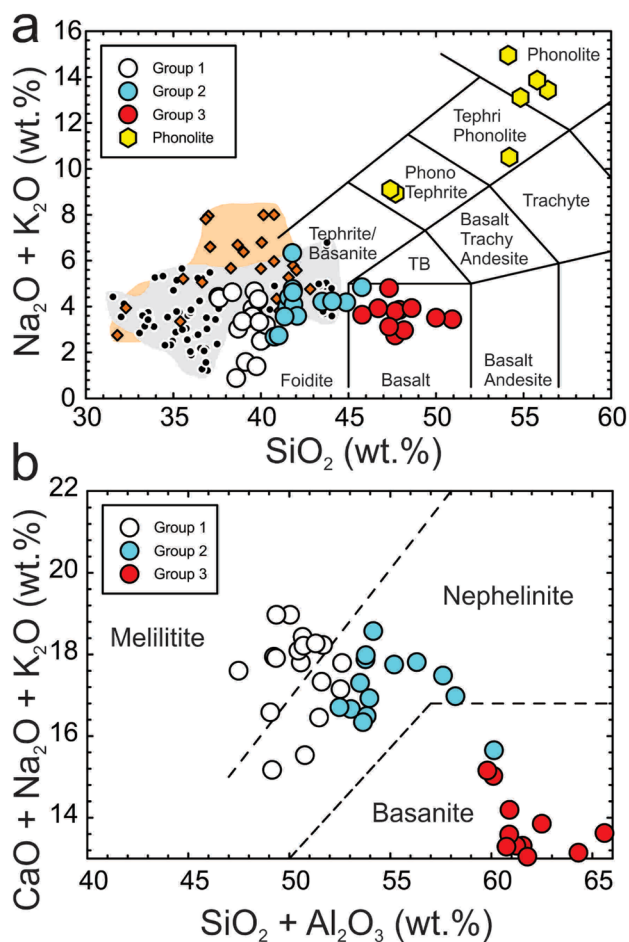 a
16
14
12
10
8
6
4
2
0
Na₂O + K₂O (wt.%)
Group 1
Group 2
Group 3
Phonolite
Phonolite
Tephri
Phonolite
Phono
Tephrite
Trachyte
Tephrite/
Basanite
Basalt
Trachy
Andesite
TB
Foidite
Basalt
Basalt
Andesite
30 35 40 45 50 55 60
SiO₂ (wt.%)
b
22
20
18
16
14
CaO + Na₂O + K₂O (wt.%)
Group 1
Group 2
Group 3
Melilitite
Nephelinite
Basanite
40 45 50 55 60 65
SiO₂ + Al₂O₃ (wt.%)